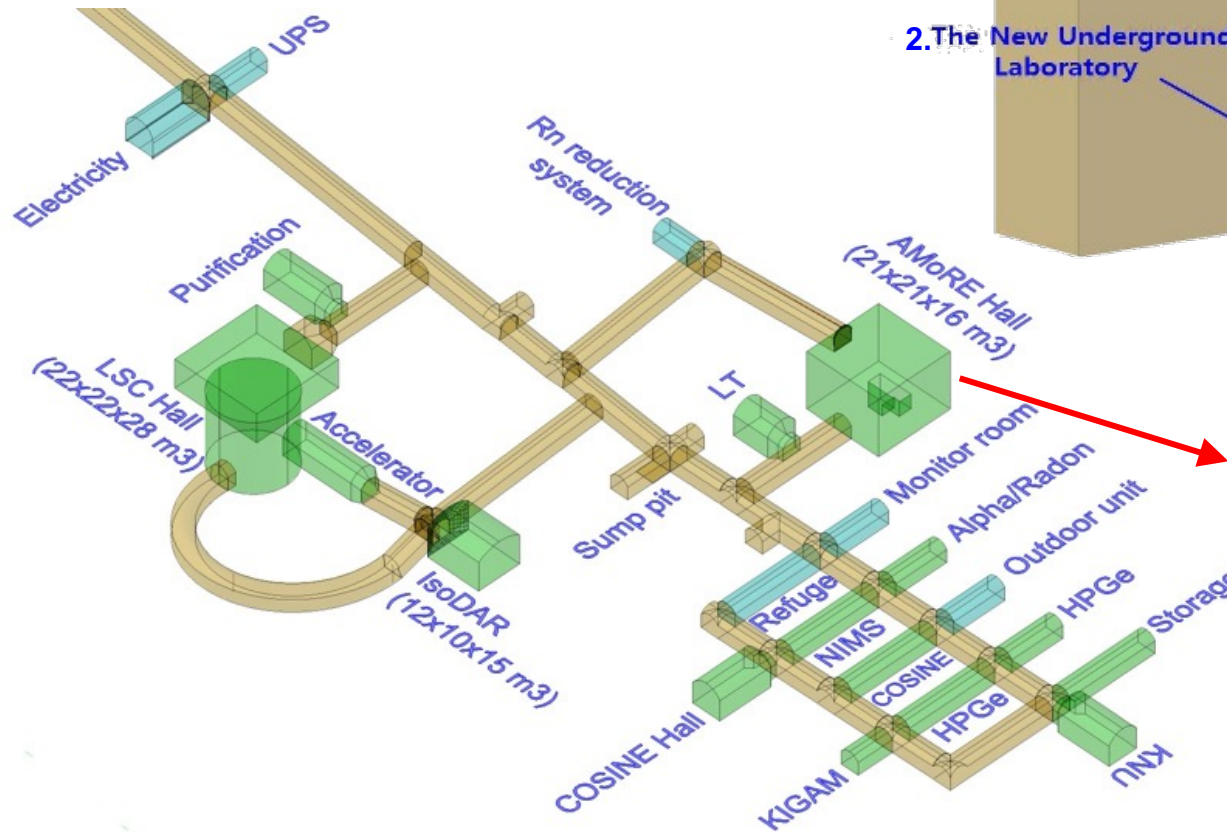 UPS
2.The New Underground
Laboratory
Electricity
Rn reduction
system
Purification
AMoRE Hall
(21x21x16 m3)
LSC Hall
(22x22x28 m3)
Accelerator
LT
Monitor room
Sump pit
Alpha/Radon
Outdoor unit
IsoDAR
(12x10x15 m3)
Refuge
NIMS
COSINE
HPGe
HPGe
Storage
COSINE Hall
KIGAM
KNU